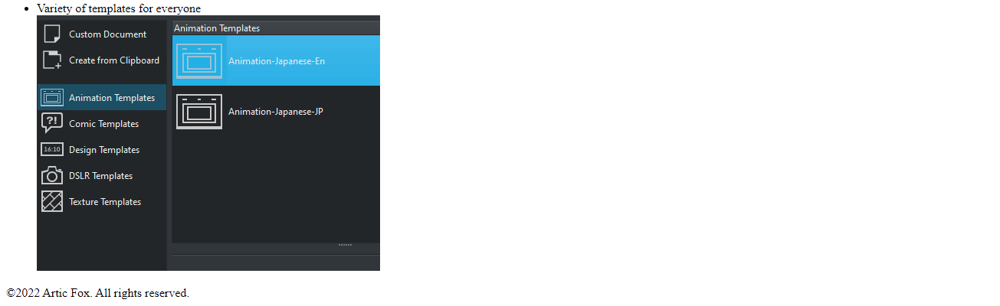 Variety of templates for everyone
Custom Document
Create from Clipboard
Animation Templates
?!
Comic Templates
16:10
Design Templates
DSLR Templates
Texture Templates
Animation Templates
Animation-Japanese-En
Animation-Japanese-JP
©2022 Artic Fox. All rights reserved.